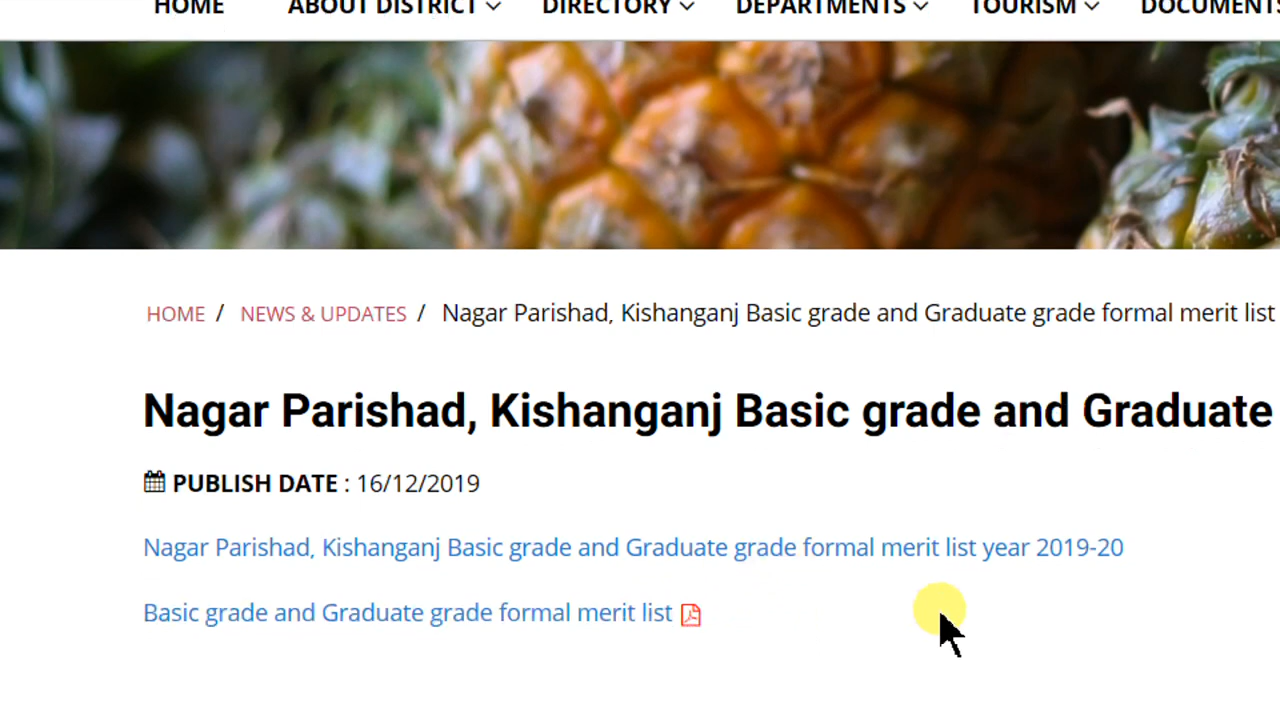 HOME ABOUT DISTRICT DIRECTORY DEPARTMENTS TOURISM DOCUMENTS
HOME / NEWS & UPDATES / Nagar Parishad, Kishanganj Basic grade and Graduate grade formal merit list
Nagar Parishad, Kishanganj Basic grade and Graduate
PUBLISH DATE : 16/12/2019
Nagar Parishad, Kishanganj Basic grade and Graduate grade formal merit list year 2019-20
Basic grade and Graduate grade formal merit list